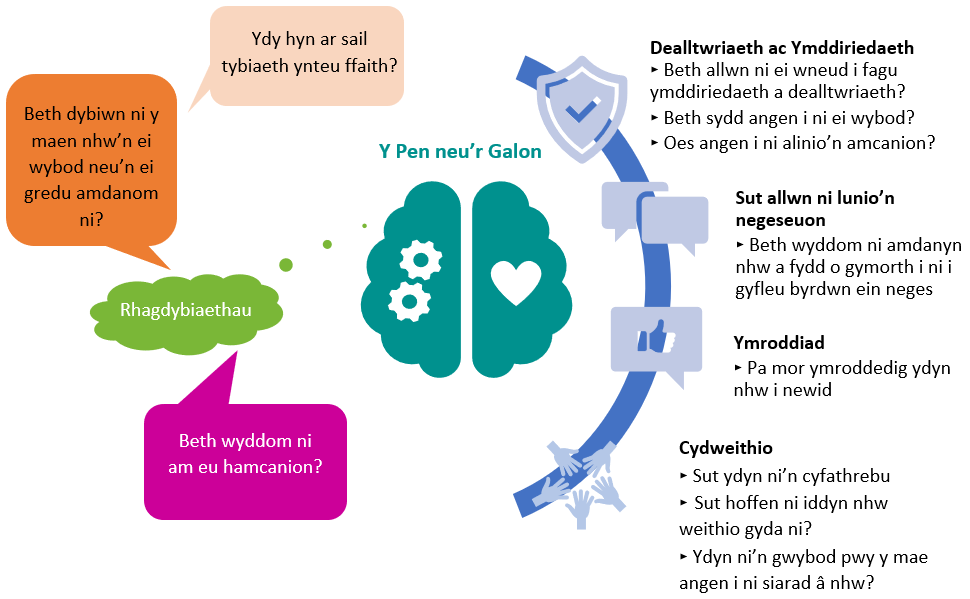 Ydy hyn ar sail
tybiaeth ynteu ffaith?
Beth dybiwn ni y
maen nhw’n ei
wybod neu’n ei
gredu amdanom
ni?
Rhagdybiaethau
Beth wyddom ni
am eu hamcanion?
Y Pen neu’r Galon
Dealltwriaeth ac Ymddiriedaeth
▸ Beth allwn ni ei wneud i fagu
ymddiriedaeth a dealltwriaeth?
▸ Beth sydd angen i ni ei wybod?
▸ Oes angen i ni alinio’n amcanion?
Sut allwn ni lunio’n
negeseuon
▸ Beth wyddom ni amdanyn
nhw a fydd o gymorth i ni i
gyfleu byrdwn ein neges
Ymroddiad
▸ Pa mor ymroddedig ydyn
nhw i newid
Cydweithio
▸ Sut ydyn ni’n cyfathrebu
▸ Sut hoffen ni iddyn nhw
weithio gyda ni?
▸ Ydyn ni’n gwybod pwy y mae
angen i ni siarad â nhw?